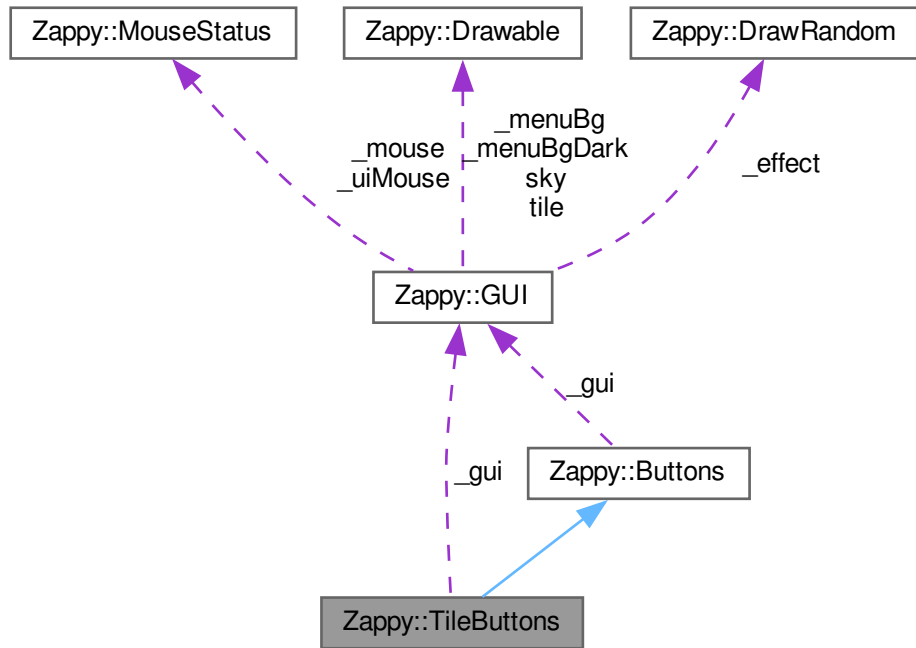 Zappy::MouseStatus
Zappy::Drawable
Zappy::DrawRandom
_mouse
_uiMouse
_menuBg
_menuBgDark
sky
tile
_effect
Zappy::GUI
_gui
_gui
Zappy::Buttons
Zappy::TileButtons